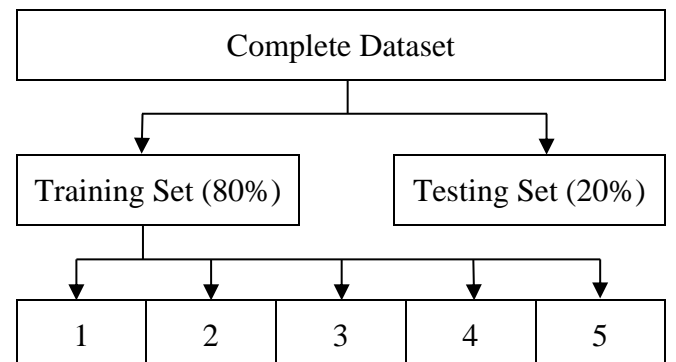 Complete Dataset
Training Set (80%)
Testing Set (20%)
1
2
3
4
5